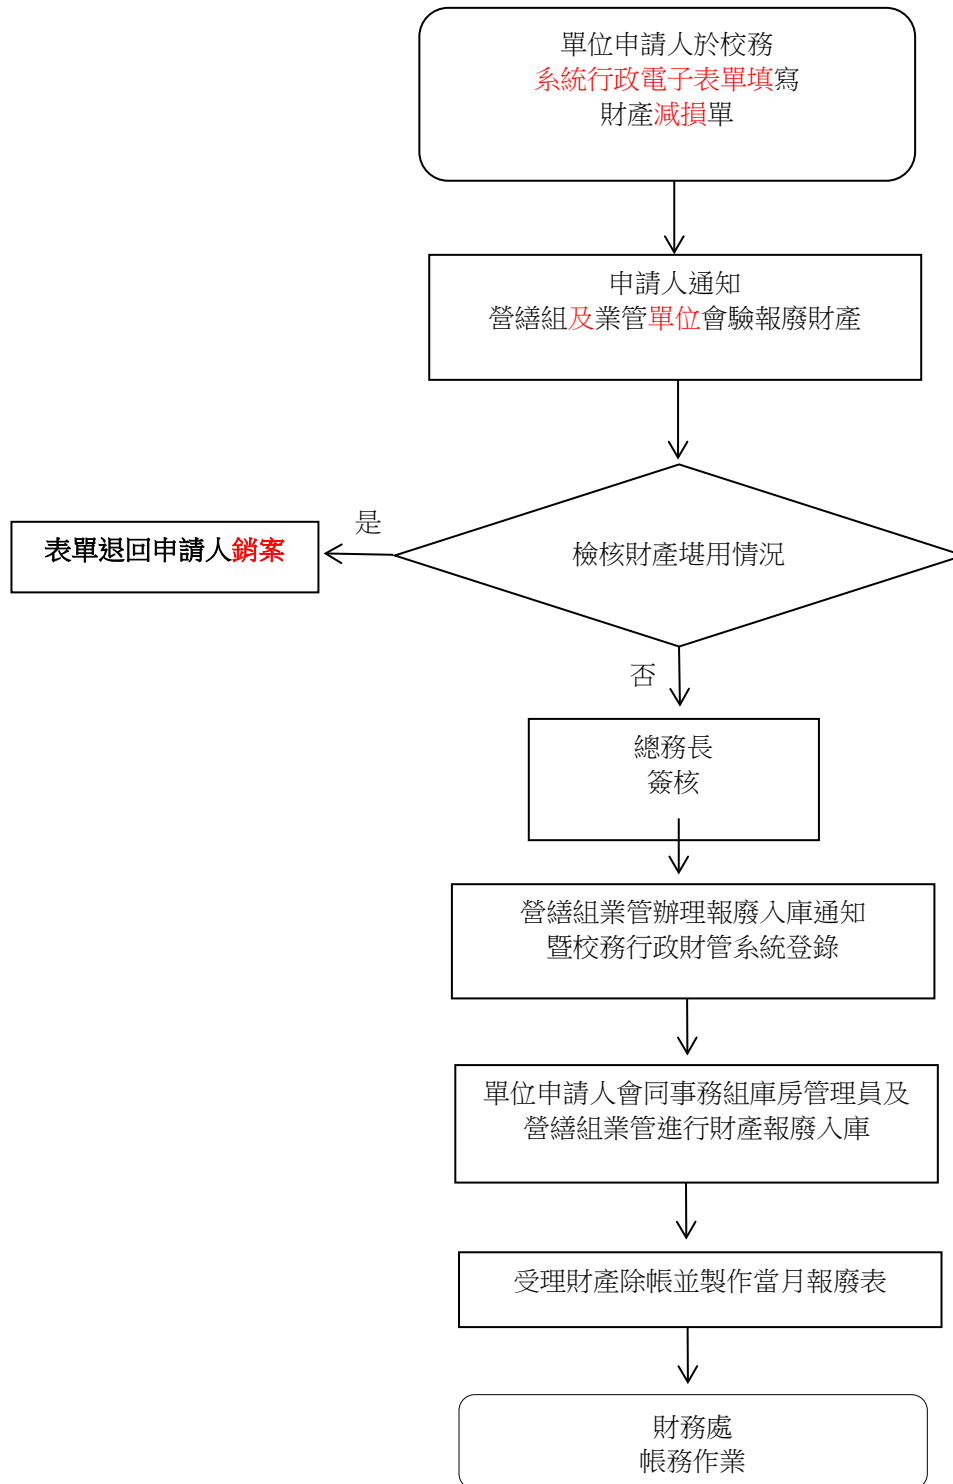 單位申請人於校務
系統行政電子表單填寫
財產減損單
申請人通知
營繕組及業管單位會驗報廢財產
檢核財產堪用情況
是
表單退回申請人銷案
否
總務長
簽核
營繕組業管辦理報廢入庫通知
暨校務行政財管系統登錄
單位申請人會同事務組庫房管理員及
營繕組業管進行財產報廢入庫
受理財產除帳並製作當月報廢表
財務處
帳務作業